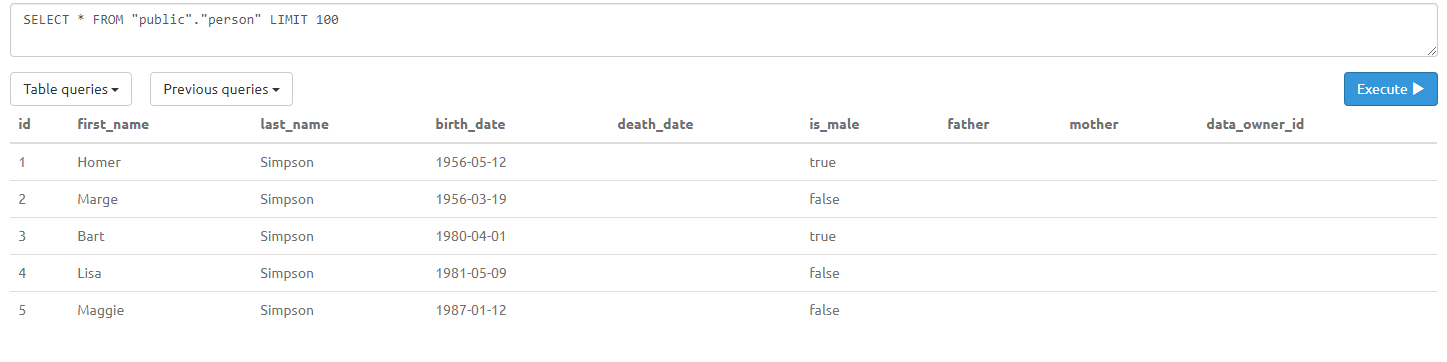 SELECT * FROM "public"."person" LIMIT 100
Table queries Previous queries Execute
id first_name last_name birth_date death_date is_male father mother data_owner_id
1 Homer Simpson 1956-05-12 true
2 Marge Simpson 1956-03-19 false
3 Bart Simpson 1980-04-01 true
4 Lisa Simpson 1981-05-09 false
5 Maggie Simpson 1987-01-12 false